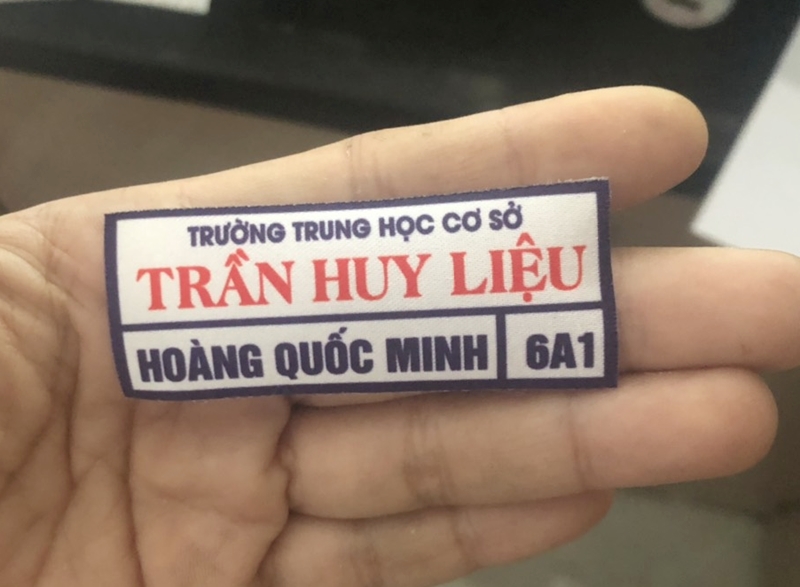 TRƯỜNG TRUNG HỌC CƠ SỞ
TRẦN HUY LIỆU
HOÀNG QUỐC MINH 6A1